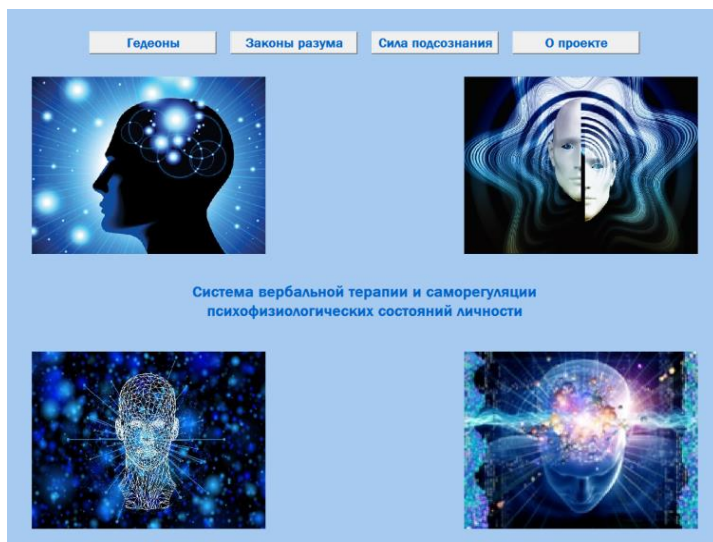 Гедеоны
Законы разума
Сила подсознания
О проекте
Система вербальной терапии и саморегуляции
психофизиологических состояний личности